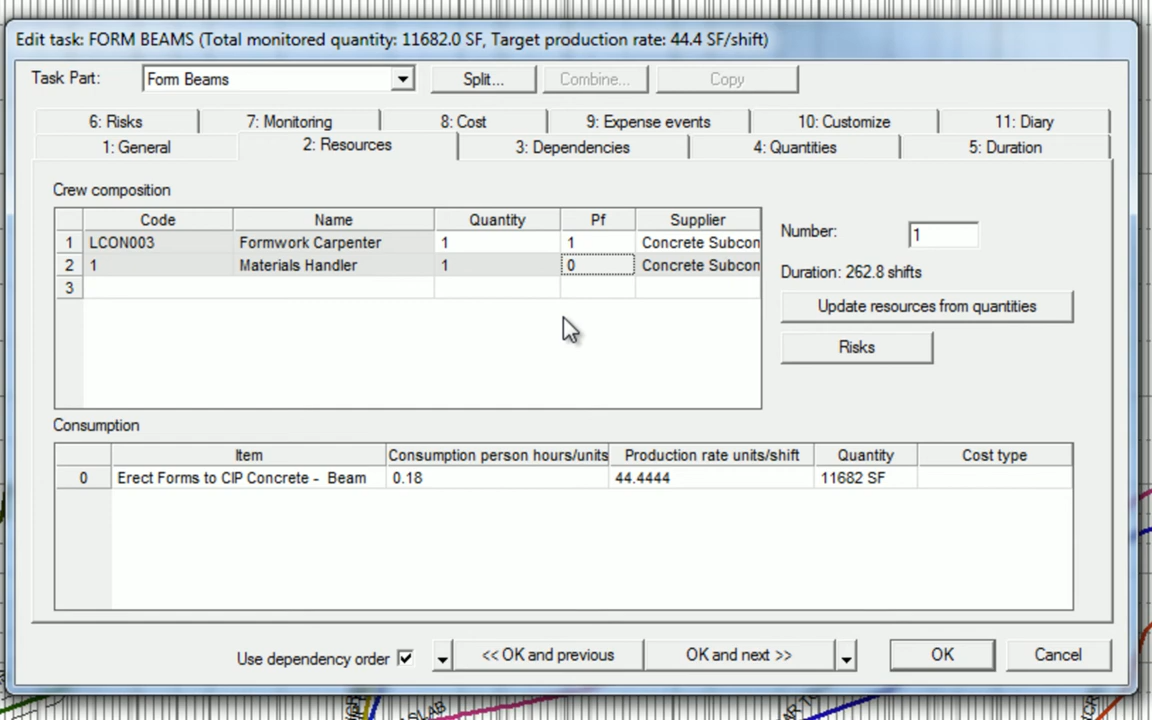 Edit task: FORM BEAMS (Total monitored quantity: 11682.0 SF, Target production rate: 44.4 SF/shift)
Task Part: Form Beams Split... Combine... Copy
6: Risks 7: Monitoring 8: Cost 9: Expense events 10: Customize 11: Diary
1: General 2: Resources 3: Dependencies 4: Quantities 5: Duration
Crew composition
Code Name Quantity Pf Supplier
1 LCON003 Formwork Carpenter 1 1 Concrete Subcon
2 1 Materials Handler 1 0 Concrete Subcon
3
Number: 1
Duration: 262.8 shifts
Update resources from quantities
Risks
Consumption
Item Consumption person hours/units Production rate units/shift Quantity Cost type
0 Erect Forms to CIP Concrete - Beam 0.18 44.4444 11682 SF
Use dependency order << OK and previous OK and next >> OK Cancel
SLAB